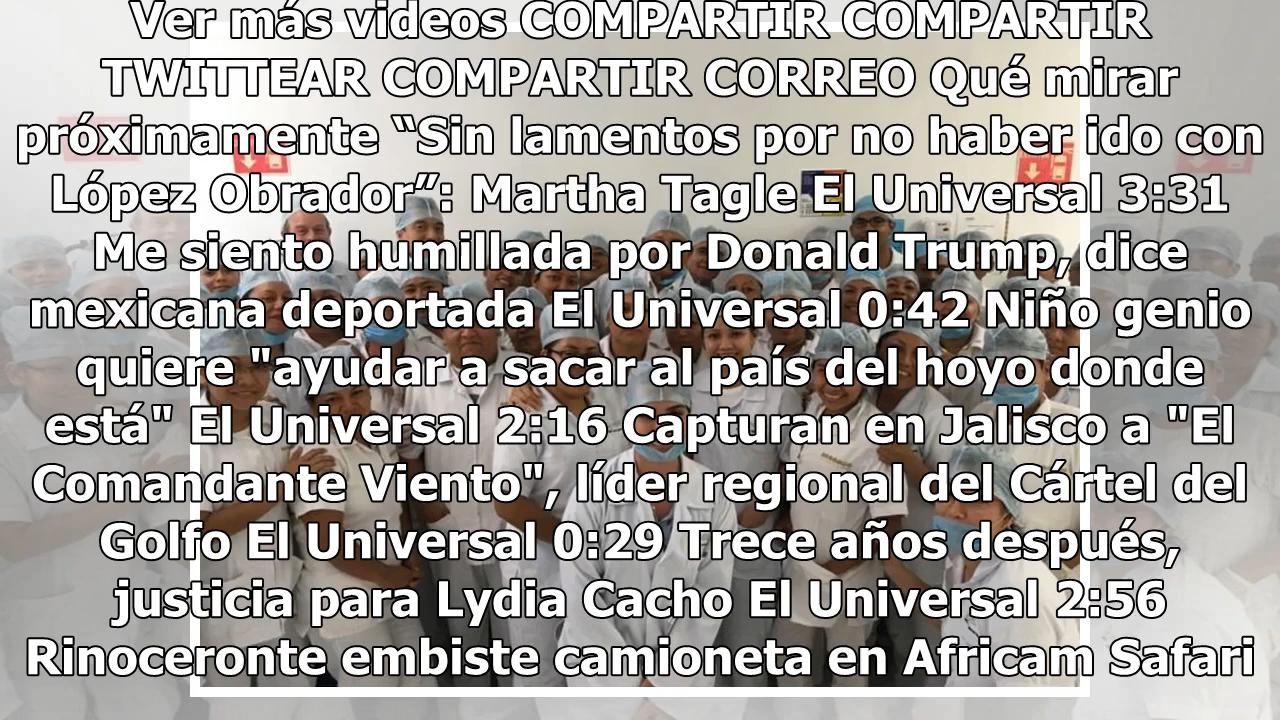 Ver más videos COMPARTIR COMPARTIR
TWITTEAR COMPARTIR CORREO Qué mirar
próximamente “Sin lamentos por no haber ido con
López Obrador”: Martha Tagle El Universal 3:31
Me siento humillada por Donald Trump, dice
mexicana deportada El Universal 0:42 Niño genio
quiere "ayudar a sacar al país del hoyo donde
está" El Universal 2:16 Capturan en Jalisco a "El
Comandante Viento", líder regional del Cártel del
Golfo El Universal 0:29 Trece años después,
justicia para Lydia Cacho El Universal 2:56
Rinoceronte embiste camioneta en Africam Safari